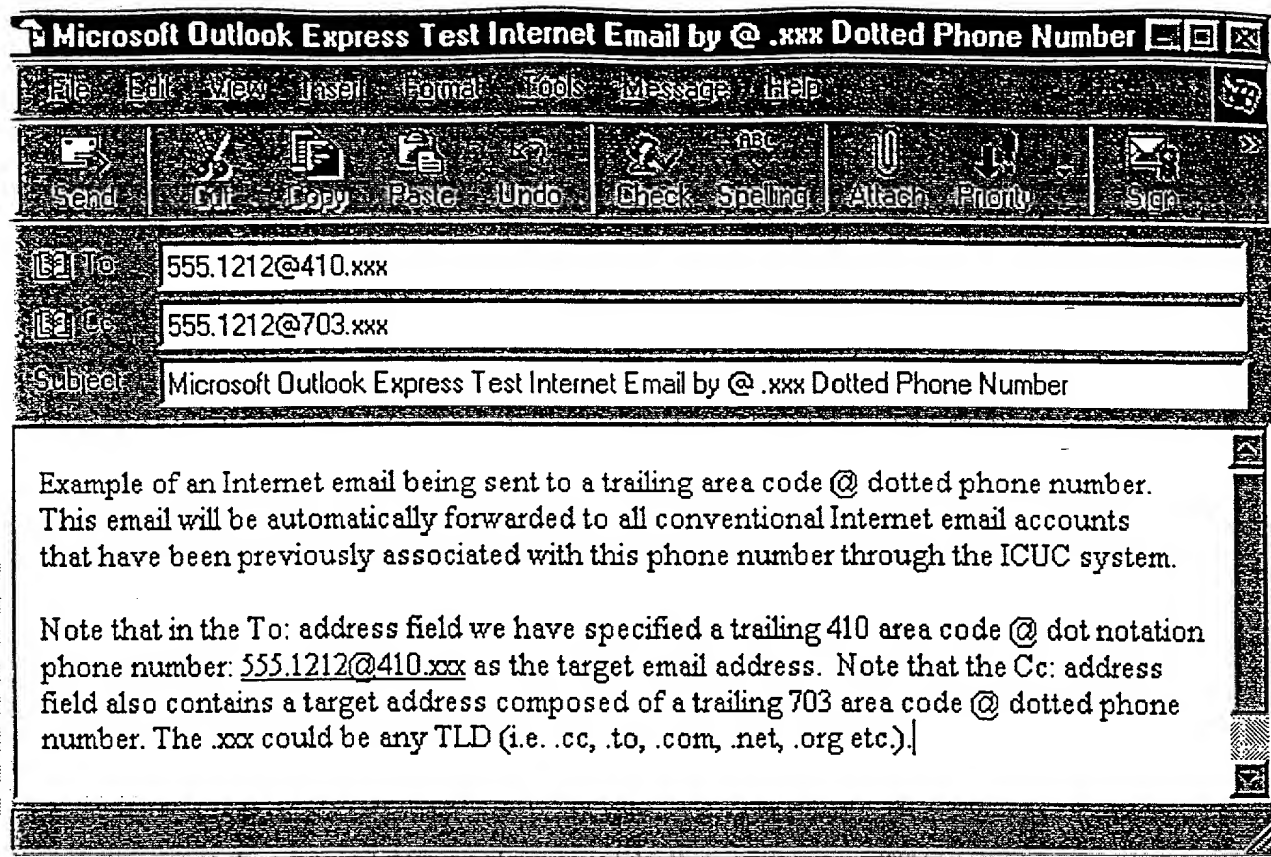 Microsoft Outlook Express Test Internet Email by @ .xxx Dotted Phone Number
File Edit View Insert Format Tools Message Help
Send Cut Copy Paste Undo Check ABC Spelling Attach Priority Sign
To 555.1212@410.xxx
Cc 555.1212@703.xxx
Subject Microsoft Outlook Express Test Internet Email by @ .xxx Dotted Phone Number
Example of an Internet email being sent to a trailing area code @ dotted phone number.
This email will be automatically forwarded to all conventional Internet email accounts
that have been previously associated with this phone number through the ICUC system.
Note that in the To: address field we have specified a trailing 410 area code @ dot notation
phone number: 555.1212@410.xxx as the target email address. Note that the Cc: address
field also contains a target address composed of a trailing 703 area code @ dotted phone
number. The .xxx could be any TLD (i.e. .cc, .to, .com, .net, .org etc.).